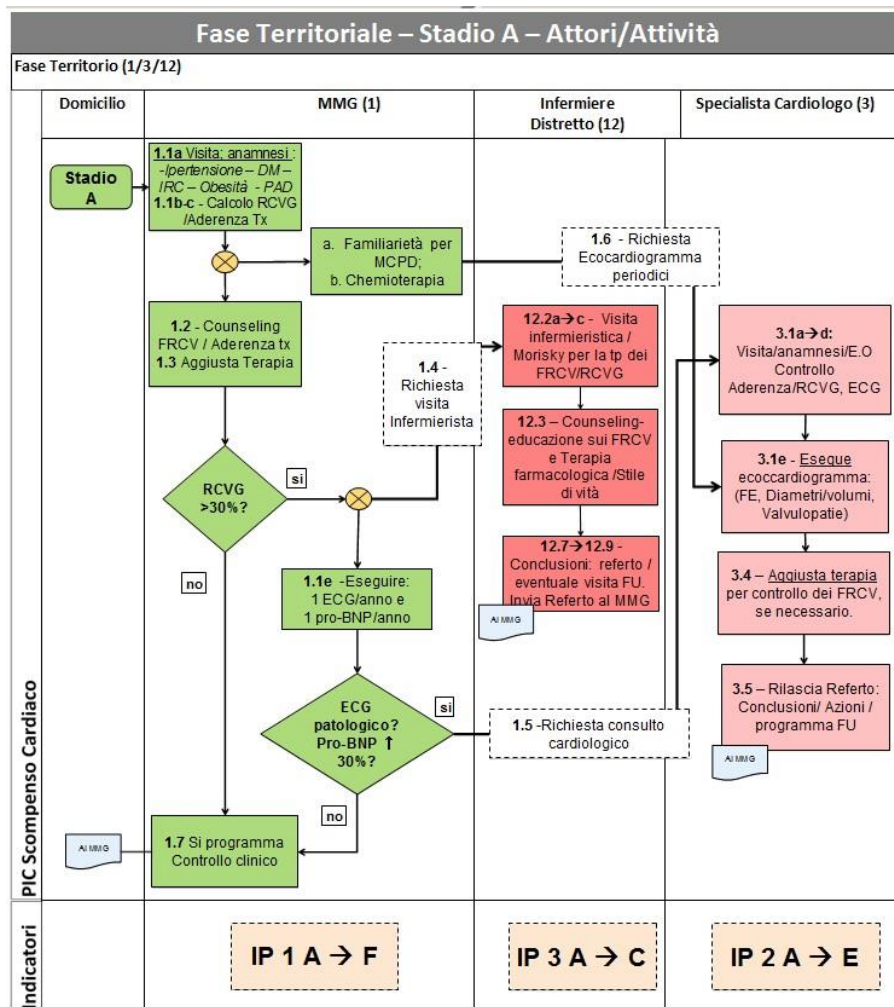 Fase Territoriale – Stadio A – Attori/Attività
Fase Territorio (1/3/12)
Domicilio
MMG (1)
Infermiere
Distretto (12)
Specialista Cardiologo (3)
Stadio
A
1.1a Visita; anamnesi :
-Ipertensione – DM –
IRC – Obesità - PAD
1.1b-c - Calcolo RCVG
/Aderenza Tx
a. Familiarietà per
MCPD;
b. Chemioterapia
1.6 - Richiesta
Ecocardiogramma
periodici
1.2 - Counseling
FRCV / Aderenza tx
1.3 Aggiusta Terapia
1.4 -
Richiesta
visita
Infermierista
12.2a→c - Visita
infermieristica /
Morisky per la tp dei
FRCV/RCVG
3.1a→d:
Visita/anamnesi/E.O
Controllo
Aderenza/RCVG, ECG
12.3 – Counseling-
educazione sui FRCV
e Terapia
farmacologica /Stile
di vità
3.1e - Esegue
ecoccardiogramma:
(FE, Diametri/volumi,
Valvulopatie)
RCVG
>30%?
si
no
12.7→12.9 -
Conclusioni: referto /
eventuale visita FU.
Invia Referto al MMG
Al MMG
1.1e -Eseguire:
1 ECG/anno e
1 pro-BNP/anno
3.4 – Aggiusta terapia
per controllo dei FRCV,
se necessario.
ECG
patologico?
Pro-BNP ↑
30%?
si
no
1.5 -Richiesta consulto
cardiologico
3.5 – Rilascia Referto:
Conclusioni/ Azioni /
programma FU
Al MMG
1.7 Si programma
Controllo clinico
Al MMG
PIC Scompenso Cardiaco
Indicatori
IP 1 A → F
IP 3 A → C
IP 2 A → E